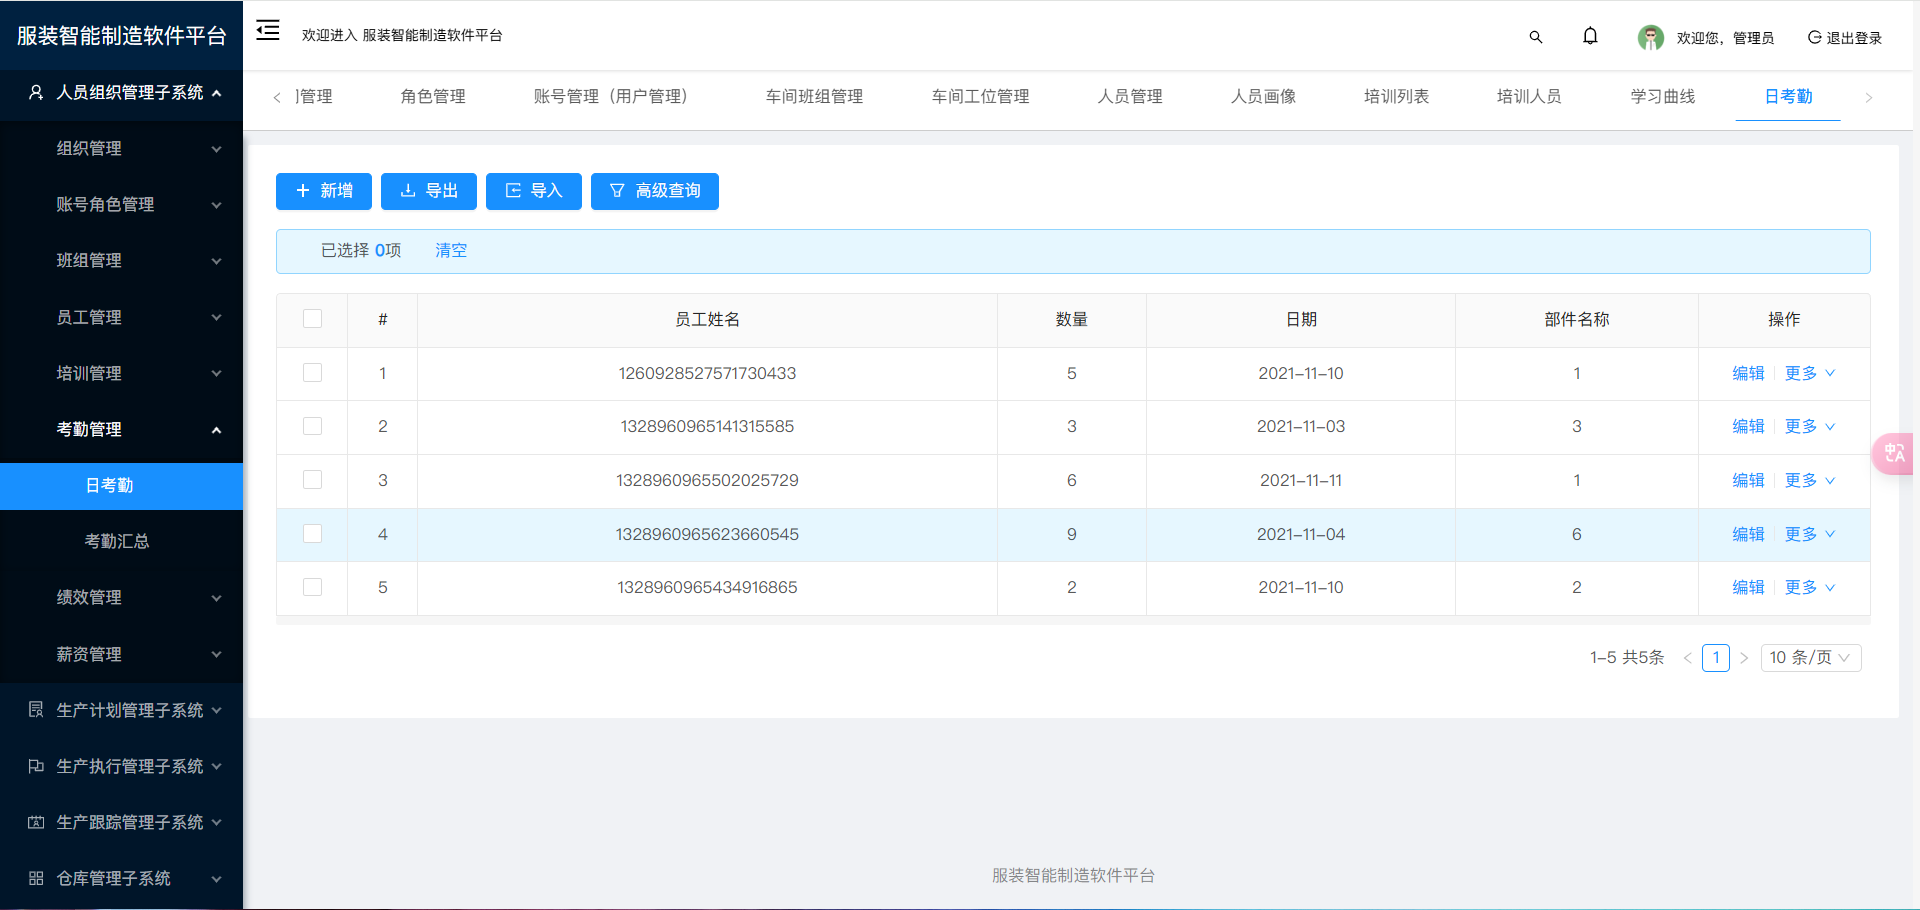 服装智能制造软件平台
欢迎进入 服装智能制造软件平台
欢迎您，管理员
退出登录
人员组织管理子系统
组织管理
账号角色管理
班组管理
员工管理
培训管理
考勤管理
日考勤
考勤汇总
绩效管理
薪资管理
生产计划管理子系统
生产执行管理子系统
生产跟踪管理子系统
仓库管理子系统
管理 角色管理 账号管理（用户管理） 车间班组管理 车间工位管理 人员管理 人员画像 培训列表 培训人员 学习曲线 日考勤
新增 导出 导入 高级查询
已选择 0项 清空
# 员工姓名 数量 日期 部件名称 操作
1 1260928527571730433 5 2021-11-10 1 编辑 更多
2 1328960965141315585 3 2021-11-03 3 编辑 更多
3 1328960965502025729 6 2021-11-11 1 编辑 更多
4 1328960965623660545 9 2021-11-04 6 编辑 更多
5 1328960965434916865 2 2021-11-10 2 编辑 更多
1-5 共5条 < 1 > 10 条/页
中A
服装智能制造软件平台